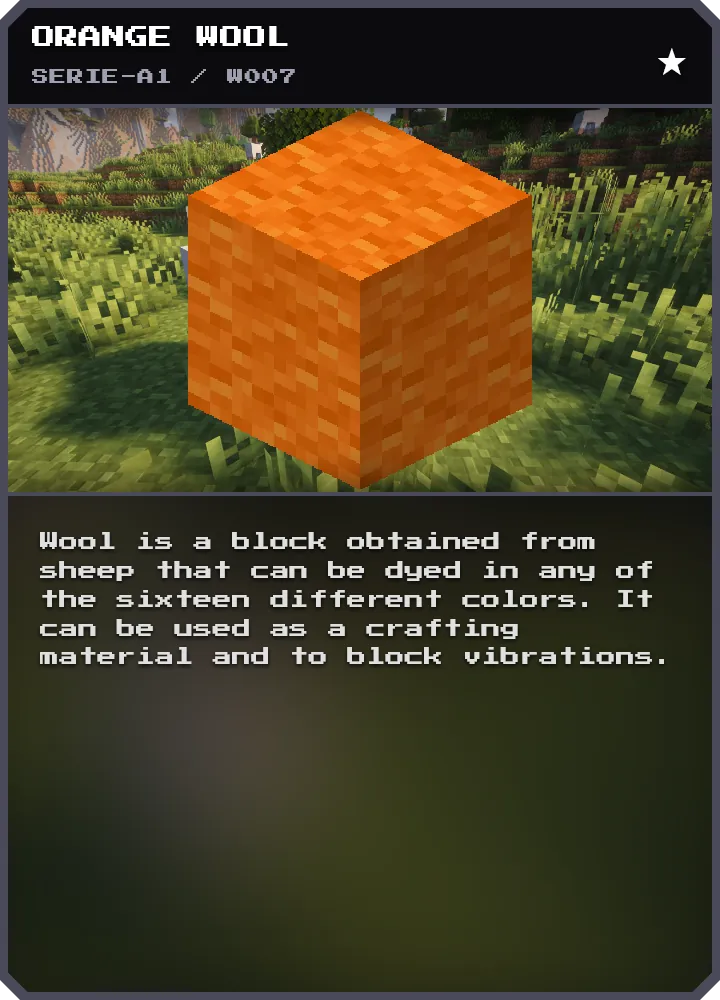 ORANGE WOOL
SERIE-A1 / W007
Wool is a block obtained from
sheep that can be dyed in any of
the sixteen different colors. It
can be used as a crafting
material and to block vibrations.